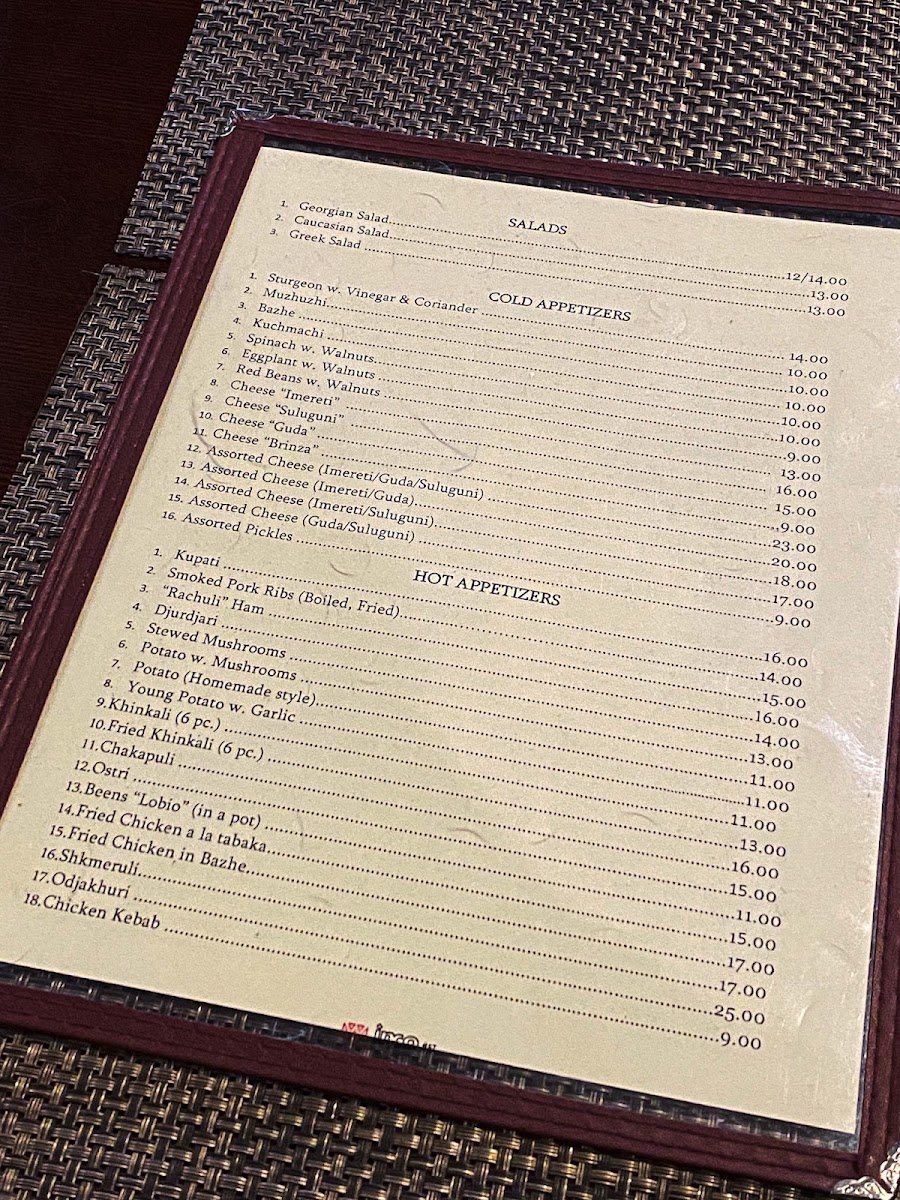 SALADS
1. Georgian Salad 12/14.00
2. Caucasian Salad 13.00
3. Greek Salad 13.00
COLD APPETIZERS
1. Sturgeon w. Vinegar & Coriander 14.00
2. Muzhuzhi 10.00
3. Bazhe 10.00
4. Kuchmachi 10.00
5. Spinach w. Walnuts 10.00
6. Eggplant w. Walnuts 10.00
7. Red Beans w. Walnuts 9.00
8. Cheese “Imereti” 13.00
9. Cheese “Suluguni” 16.00
10. Cheese “Guda” 15.00
11. Cheese “Brinza” 9.00
12. Assorted Cheese (Imereti/Guda/Suluguni) 23.00
13. Assorted Cheese (Imereti/Guda) 20.00
14. Assorted Cheese (Imereti/Suluguni) 18.00
15. Assorted Cheese (Guda/Suluguni) 17.00
16. Assorted Pickles 9.00
HOT APPETIZERS
1. Kupati 16.00
2. Smoked Pork Ribs (Boiled, Fried) 14.00
3. “Rachuli” Ham 15.00
4. Djurdjari 16.00
5. Stewed Mushrooms 14.00
6. Potato w. Mushrooms 13.00
7. Potato (Homemade style) 11.00
8. Young Potato w. Garlic 11.00
9.Khinkali (6 pc.) 11.00
10.Fried Khinkali (6 pc.) 13.00
11.Chakapuli 16.00
12.Ostri 15.00
13.Beens “Lobio” (in a pot) 11.00
14.Fried Chicken a la tabaka 15.00
15.Fried Chicken in Bazhe 17.00
16.Shkmeruli 17.00
17.Odjakhuri 25.00
18.Chicken Kebab 9.00